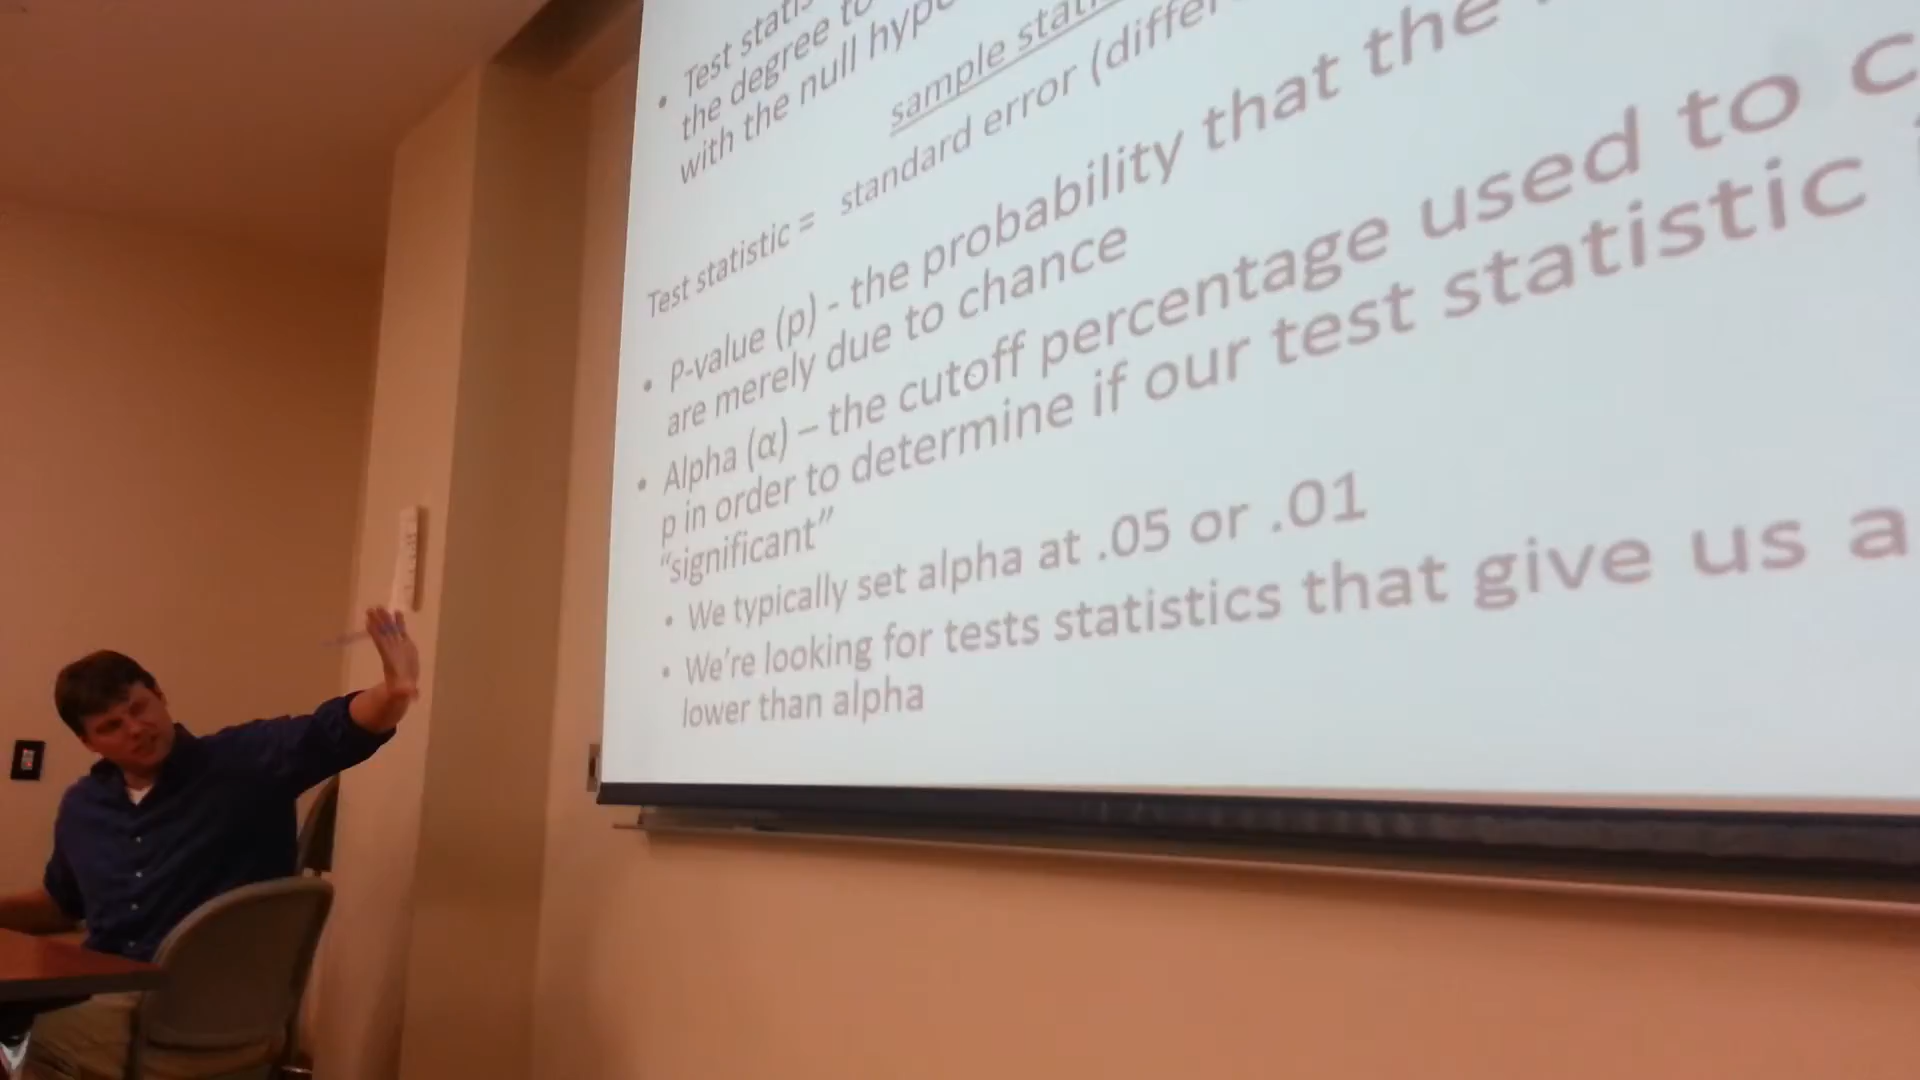 • Test stati
the degree to
with the null hypo
sample stati
Test statistic = standard error (differ
• P-value (p) - the probability that the
are merely due to chance
• Alpha (α) – the cutoff percentage used to c
p in order to determine if our test statistic
“significant”
• We typically set alpha at .05 or .01
• We’re looking for tests statistics that give us a
lower than alpha